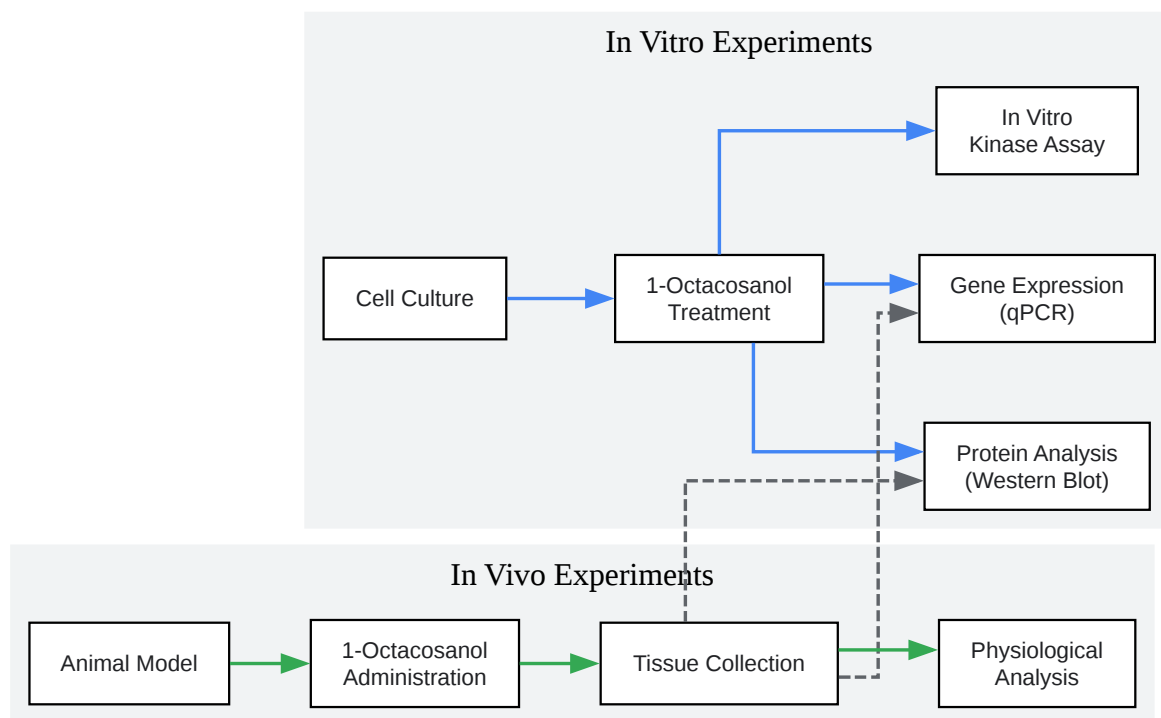 In Vitro Experiments
In Vitro
Kinase Assay
Cell Culture
1-Octacosanol
Treatment
Gene Expression
(qPCR)
Protein Analysis
(Western Blot)
In Vivo Experiments
Animal Model
1-Octacosanol
Administration
Tissue Collection
Physiological
Analysis